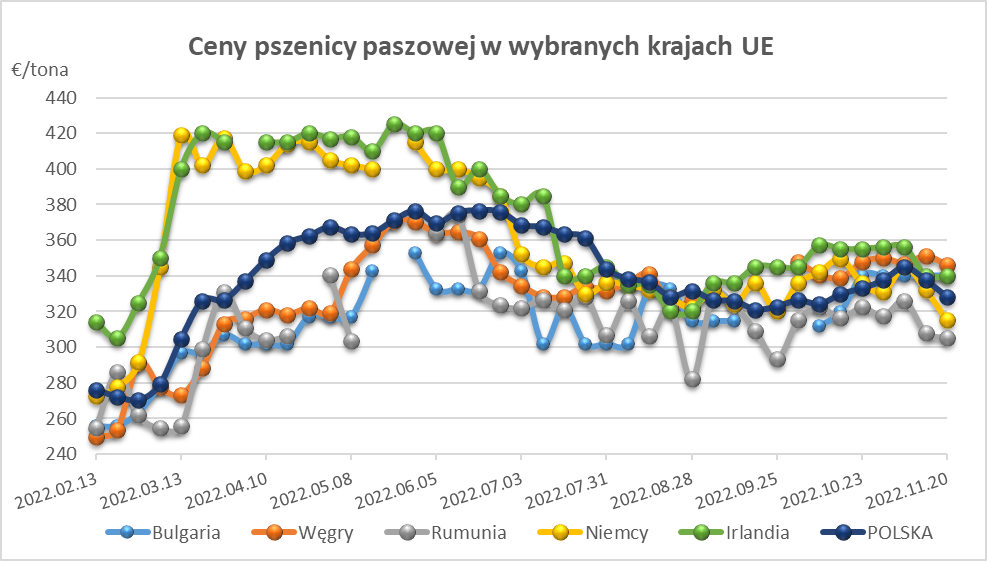 Ceny pszenicy paszowej w wybranych krajach UE
€/tona
440
420
400
380
360
340
320
300
280
260
240
2022.02.13 2022.03.13 2022.04.10 2022.05.08 2022.06.05 2022.07.03 2022.07.31 2022.08.28 2022.09.25 2022.10.23 2022.11.20
Bulgaria Węgry Rumunia Niemcy Irlandia POLSKA